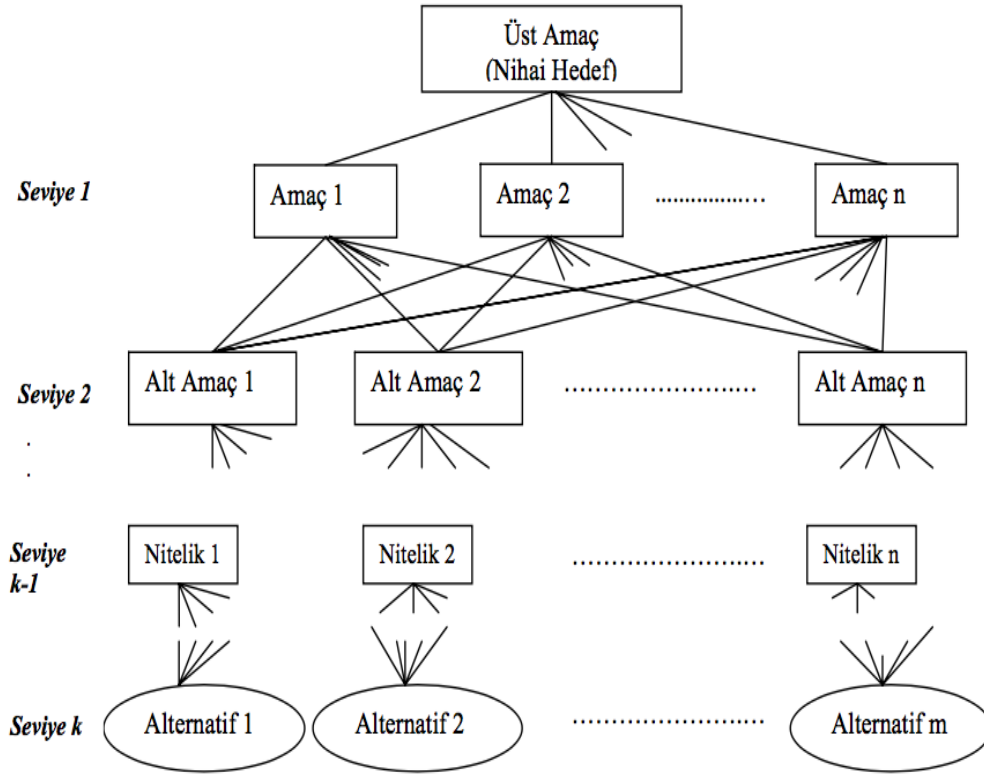 Üst Amaç
(Nihai Hedef)
Seviye 1
Amaç 1
Amaç 2
..................
Amaç n
Seviye 2
Alt Amaç 1
Alt Amaç 2
..........................
Alt Amaç n
.
.
Seviye
k-1
Nitelik 1
Nitelik 2
..........................
Nitelik n
Seviye k
Alternatif 1
Alternatif 2
..........................
Alternatif m